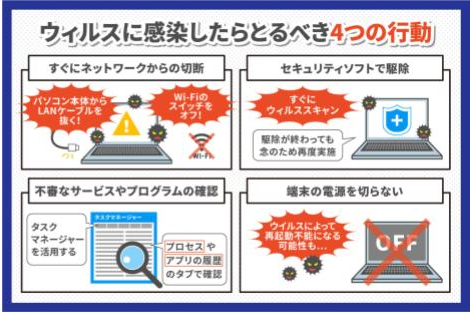 ウィルスに感染したらとるべき4つの行動
すぐにネットワークからの切断
パソコン本体から
LANケーブルを
抜く!
Wi-Fiの
スイッチを
オフ!
Wi-Fi
セキュリティソフトで駆除
すぐに
ウィルススキャン
駆除が終わっても
念のため再度実施
不審なサービスやプログラムの確認
タスク
マネージャー
を活用する
タスクマネージャー
プロセス や
アプリの履歴
のタブで確認
端末の電源を切らない
ウイルスによって
再起動不能になる
可能性も...
OFF